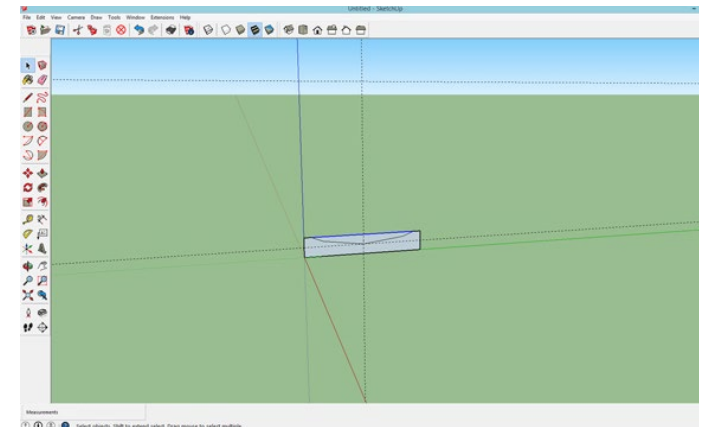 Untitled - SketchUp
File Edit View Camera Draw Tools Window Extensions Help
Measurements
Select objects. Shift to extend select. Drag mouse to select multiple.